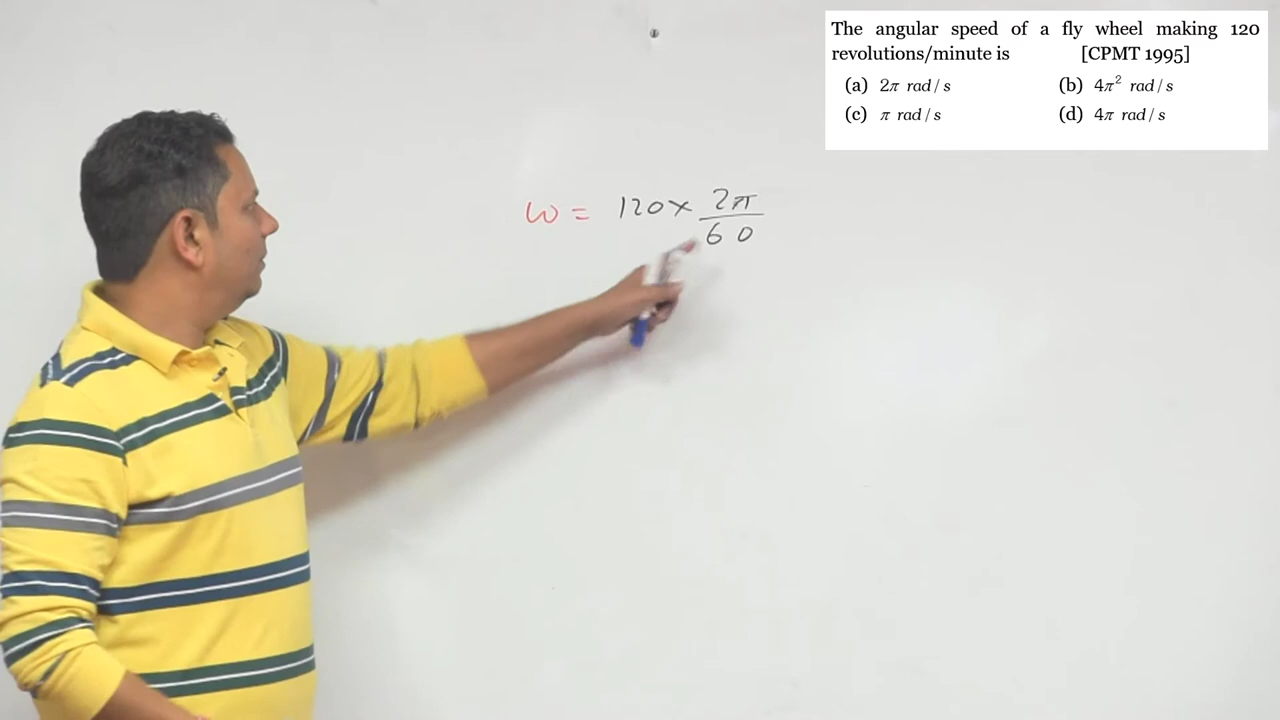 The angular speed of a fly wheel making 120
revolutions/minute is [CPMT 1995]
(a) 2π rad / s (b) 4π² rad / s
(c) π rad / s (d) 4π rad / s
ω = 120 × 2π
60